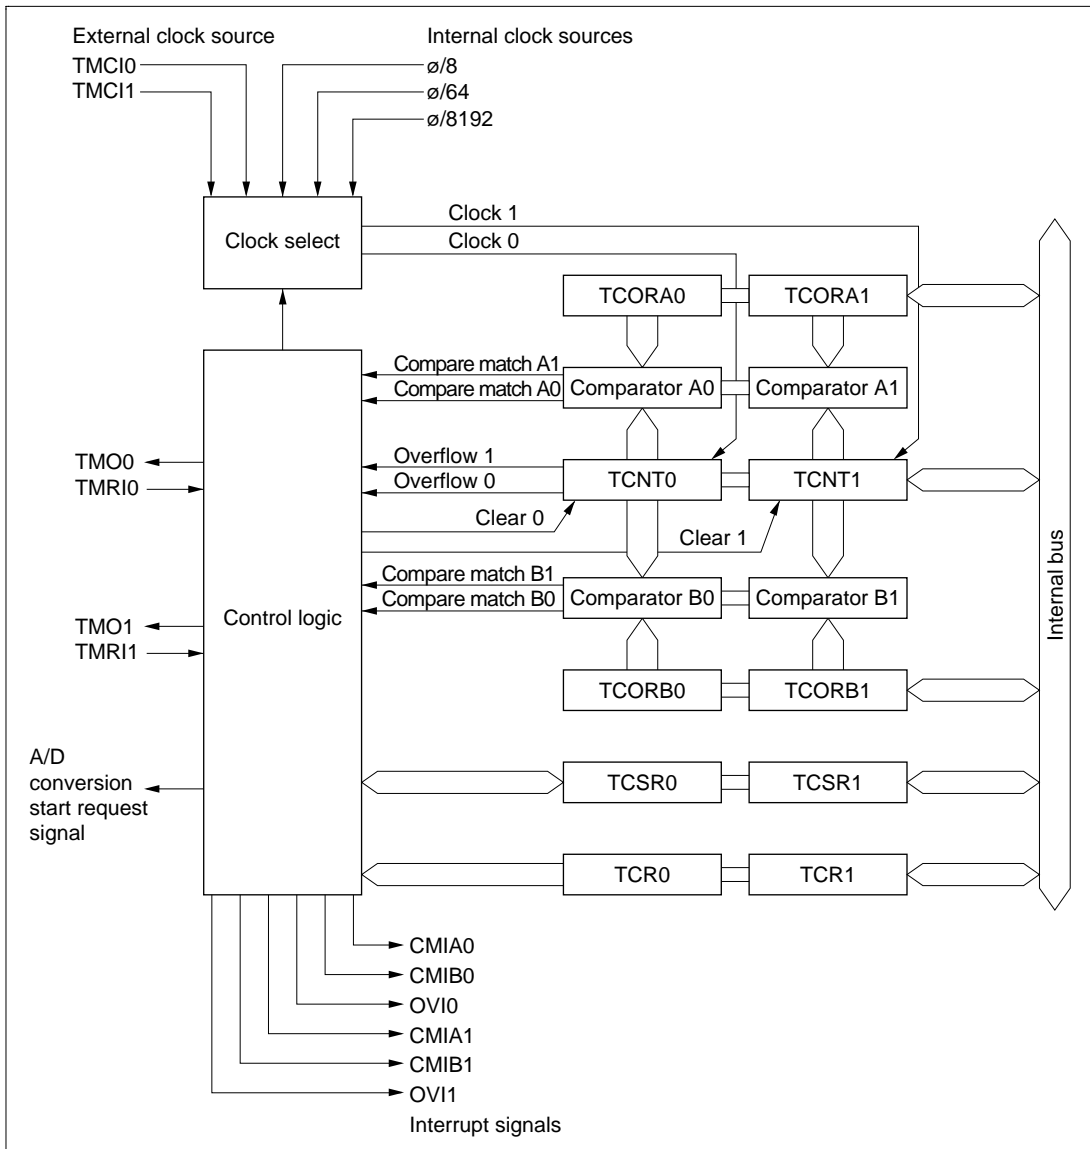 External clock source
Internal clock sources
TMCI0
ø/8
TMCI1
ø/64
ø/8192
Clock select
Clock 1
Clock 0
TCORA0
TCORA1
Compare match A1
Compare match A0
Comparator A0
Comparator A1
TMO0
TMRI0
Overflow 1
Overflow 0
TCNT0
TCNT1
Clear 0
Clear 1
Internal bus
Compare match B1
Compare match B0
Comparator B0
Comparator B1
Control logic
TMO1
TMRI1
TCORB0
TCORB1
A/D
conversion
start request
signal
TCSR0
TCSR1
TCR0
TCR1
CMIA0
CMIB0
OVI0
CMIA1
CMIB1
OVI1
Interrupt signals